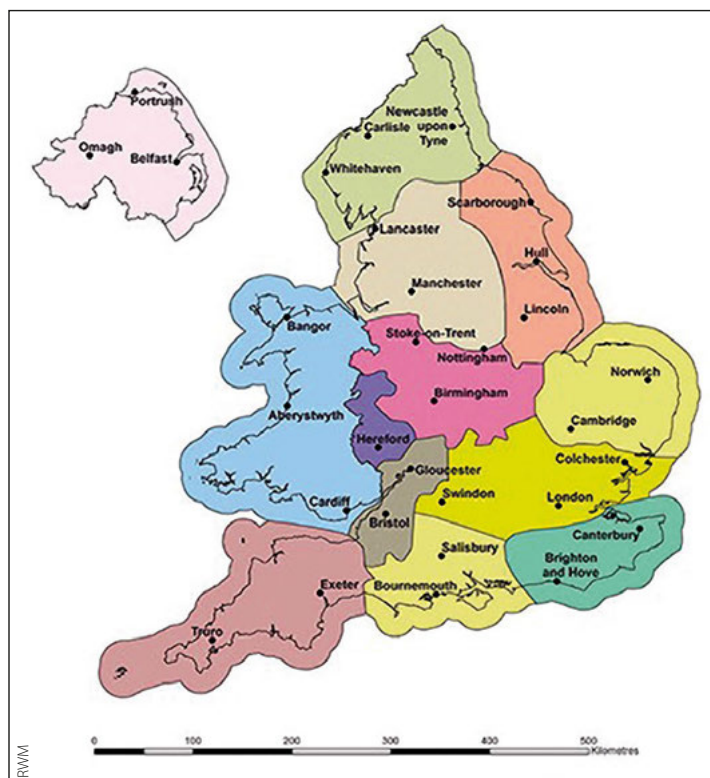 Portrush
Omagh
Belfast
Newcastle
Carlisle upon
Tyne
Whitehaven
Scarborough
Lancaster
Hull
Manchester
Lincoln
Bangor
Stoke-on-Trent
Nottingham
Norwich
Birmingham
Aberystwyth
Cambridge
Hereford
Colchester
Gloucester
Swindon
London
Cardiff
Bristol
Canterbury
Salisbury
Brighton
and Hove
Exeter
Bournemouth
Truro
0 100 200 300 400 500
Kilometres
RWM